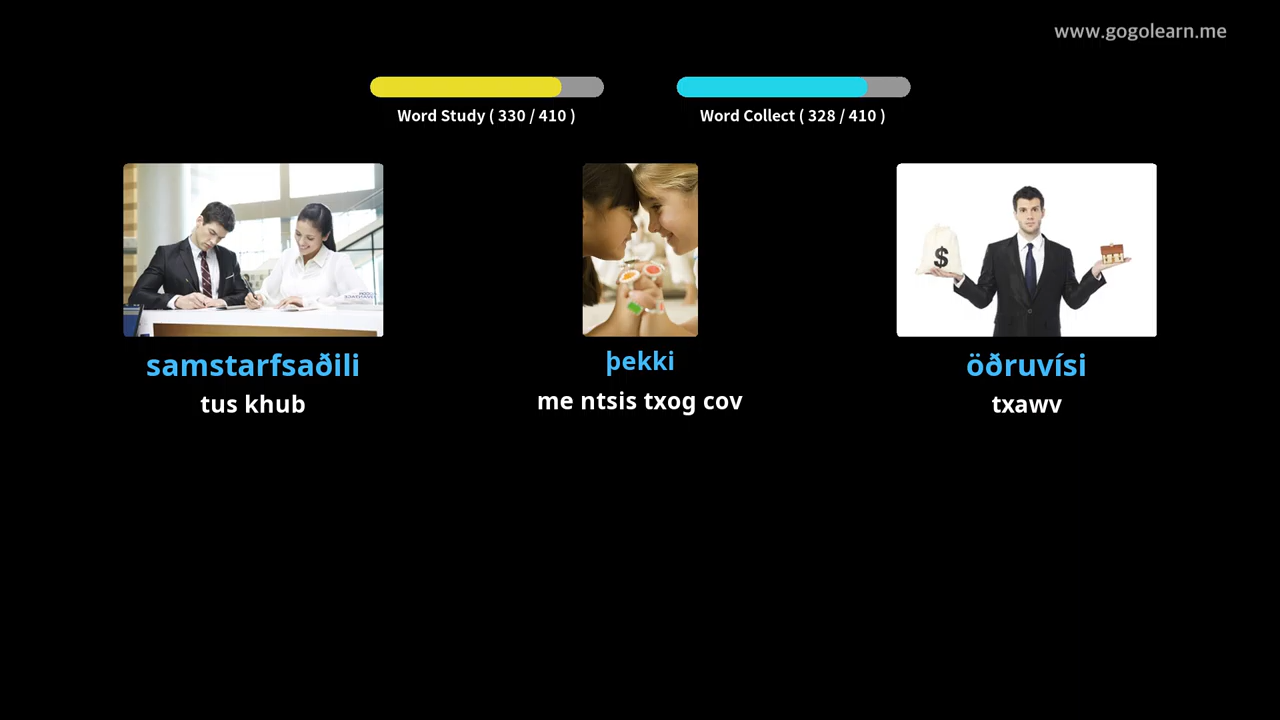 www.gogolearn.me
Word Study ( 330 / 410 )
Word Collect ( 328 / 410 )
$
samstarfsaðili
þekki
öðruvísi
tus khub
me ntsis txog cov
txawv